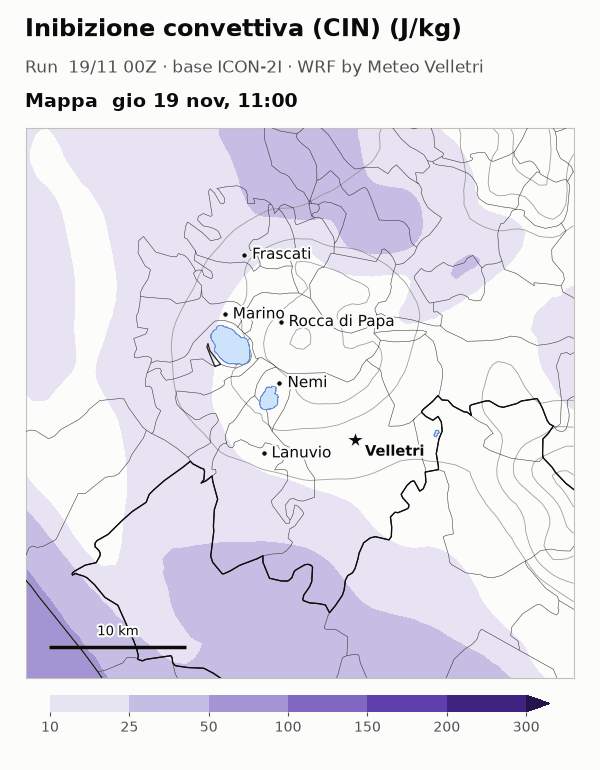 Inibizione convettiva (CIN) (J/kg)
Run  19/11 00Z · base ICON-2I · WRF by Meteo Velletri
Mappa  gio 19 nov, 11:00
Frascati
Marino
Rocca di Papa
Nemi
Velletri
Lanuvio
10 km
10 25 50 100 150 200 300